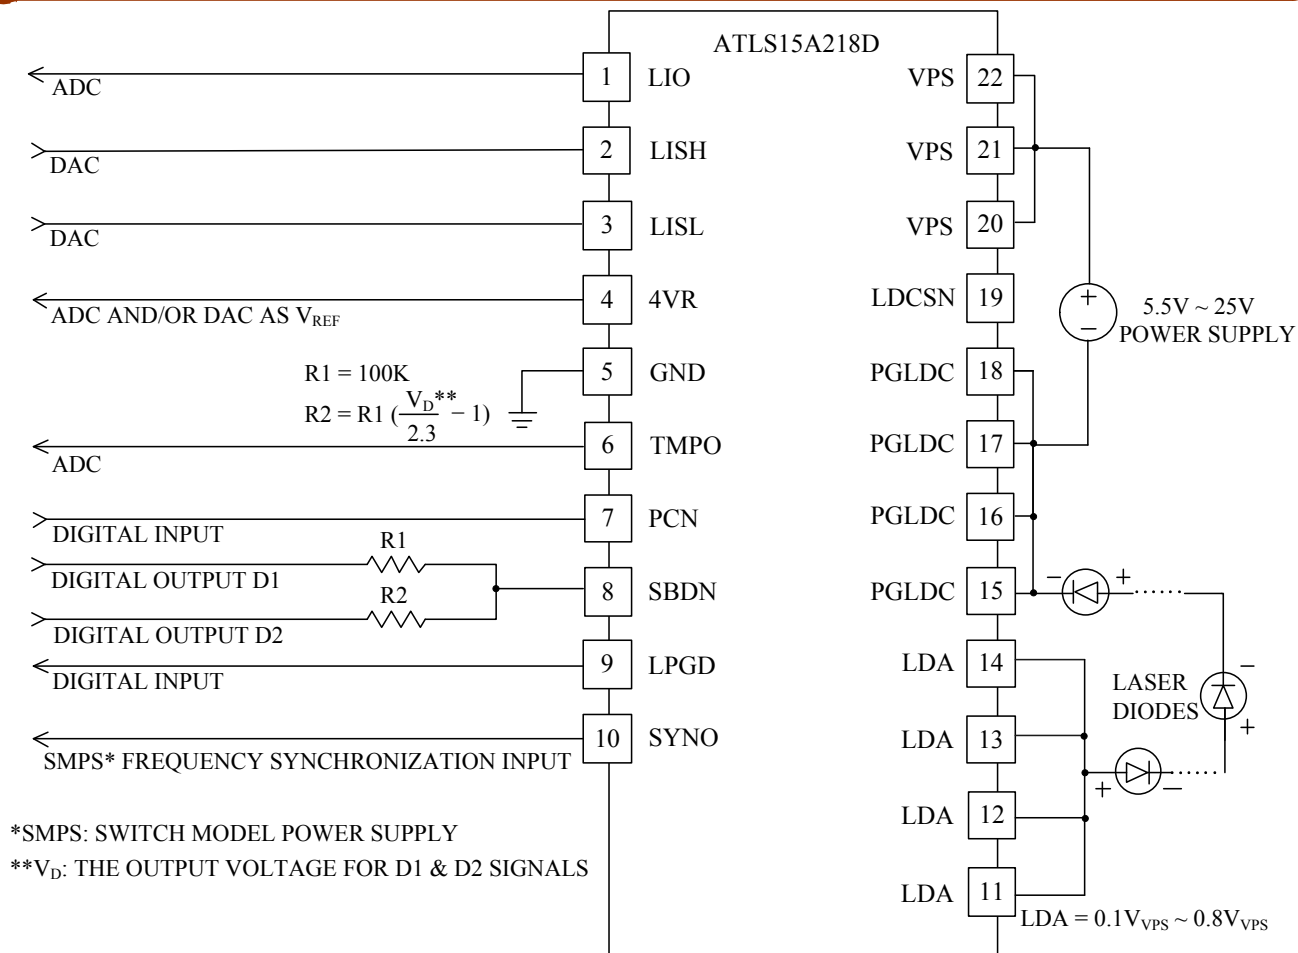 ATLS15A218D
1 LIO
ADC
2 LISH
DAC
3 LISL
DAC
4 4VR
ADC AND/OR DAC AS VREF
5 GND
R1 = 100K
R2 = R1 (VD**/2.3 − 1)
6 TMPO
ADC
7 PCN
DIGITAL INPUT
R1
DIGITAL OUTPUT D1
8 SBDN
R2
DIGITAL OUTPUT D2
9 LPGD
DIGITAL INPUT
10 SYNO
SMPS* FREQUENCY SYNCHRONIZATION INPUT
VPS 22
VPS 21
VPS 20
LDCSN 19
+
−
5.5V ~ 25V
POWER SUPPLY
PGLDC 18
PGLDC 17
PGLDC 16
PGLDC 15
− +
LDA 14
LASER
DIODES
−
+
LDA 13
+ −
LDA 12
LDA 11
LDA = 0.1VVPS ~ 0.8VVPS
*SMPS: SWITCH MODEL POWER SUPPLY
**VD: THE OUTPUT VOLTAGE FOR D1 & D2 SIGNALS